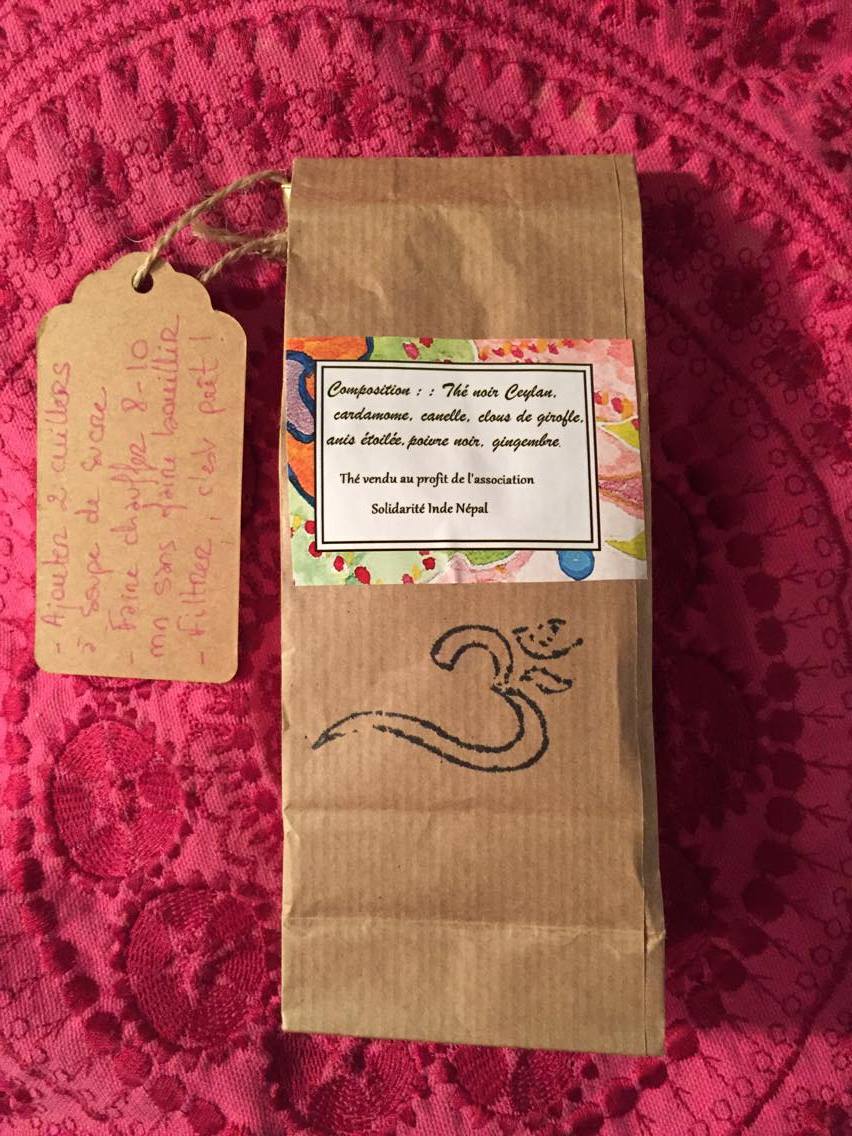 - Ajouter 2 cuillers
à soupe de sucre
- Faire chauffer 8-10
mn sans faire bouillir
- Filtrer, c'est prêt !
Composition : : Thé noir Ceylan,
cardamome, canelle, clous de girofle,
anis étoilée, poivre noir, gingembre.
Thé vendu au profit de l'association
Solidarité Inde Népal